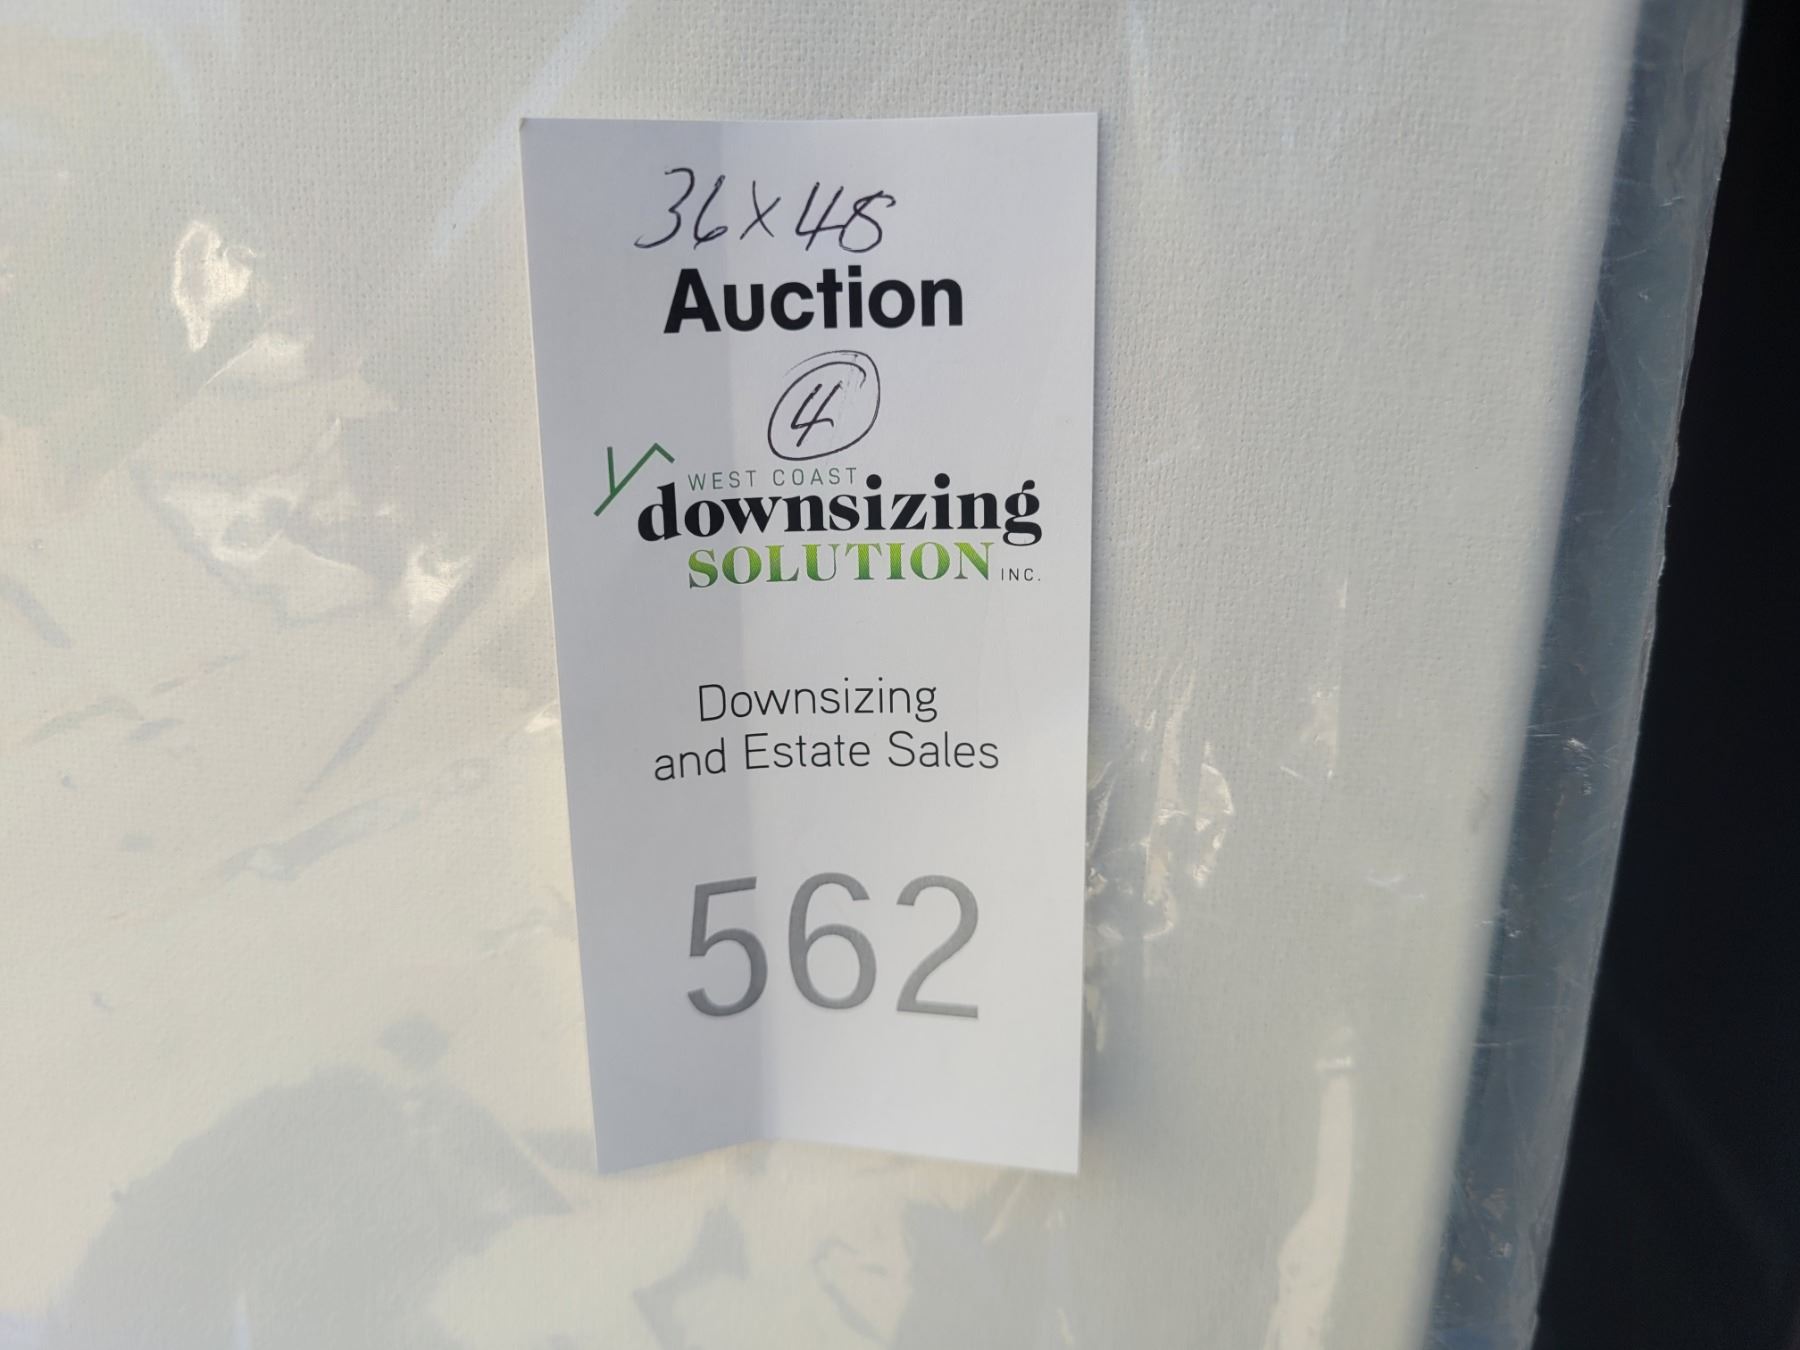 36x48
Auction
4
WEST COAST
downsizing
SOLUTION INC.
Downsizing
and Estate Sales
562